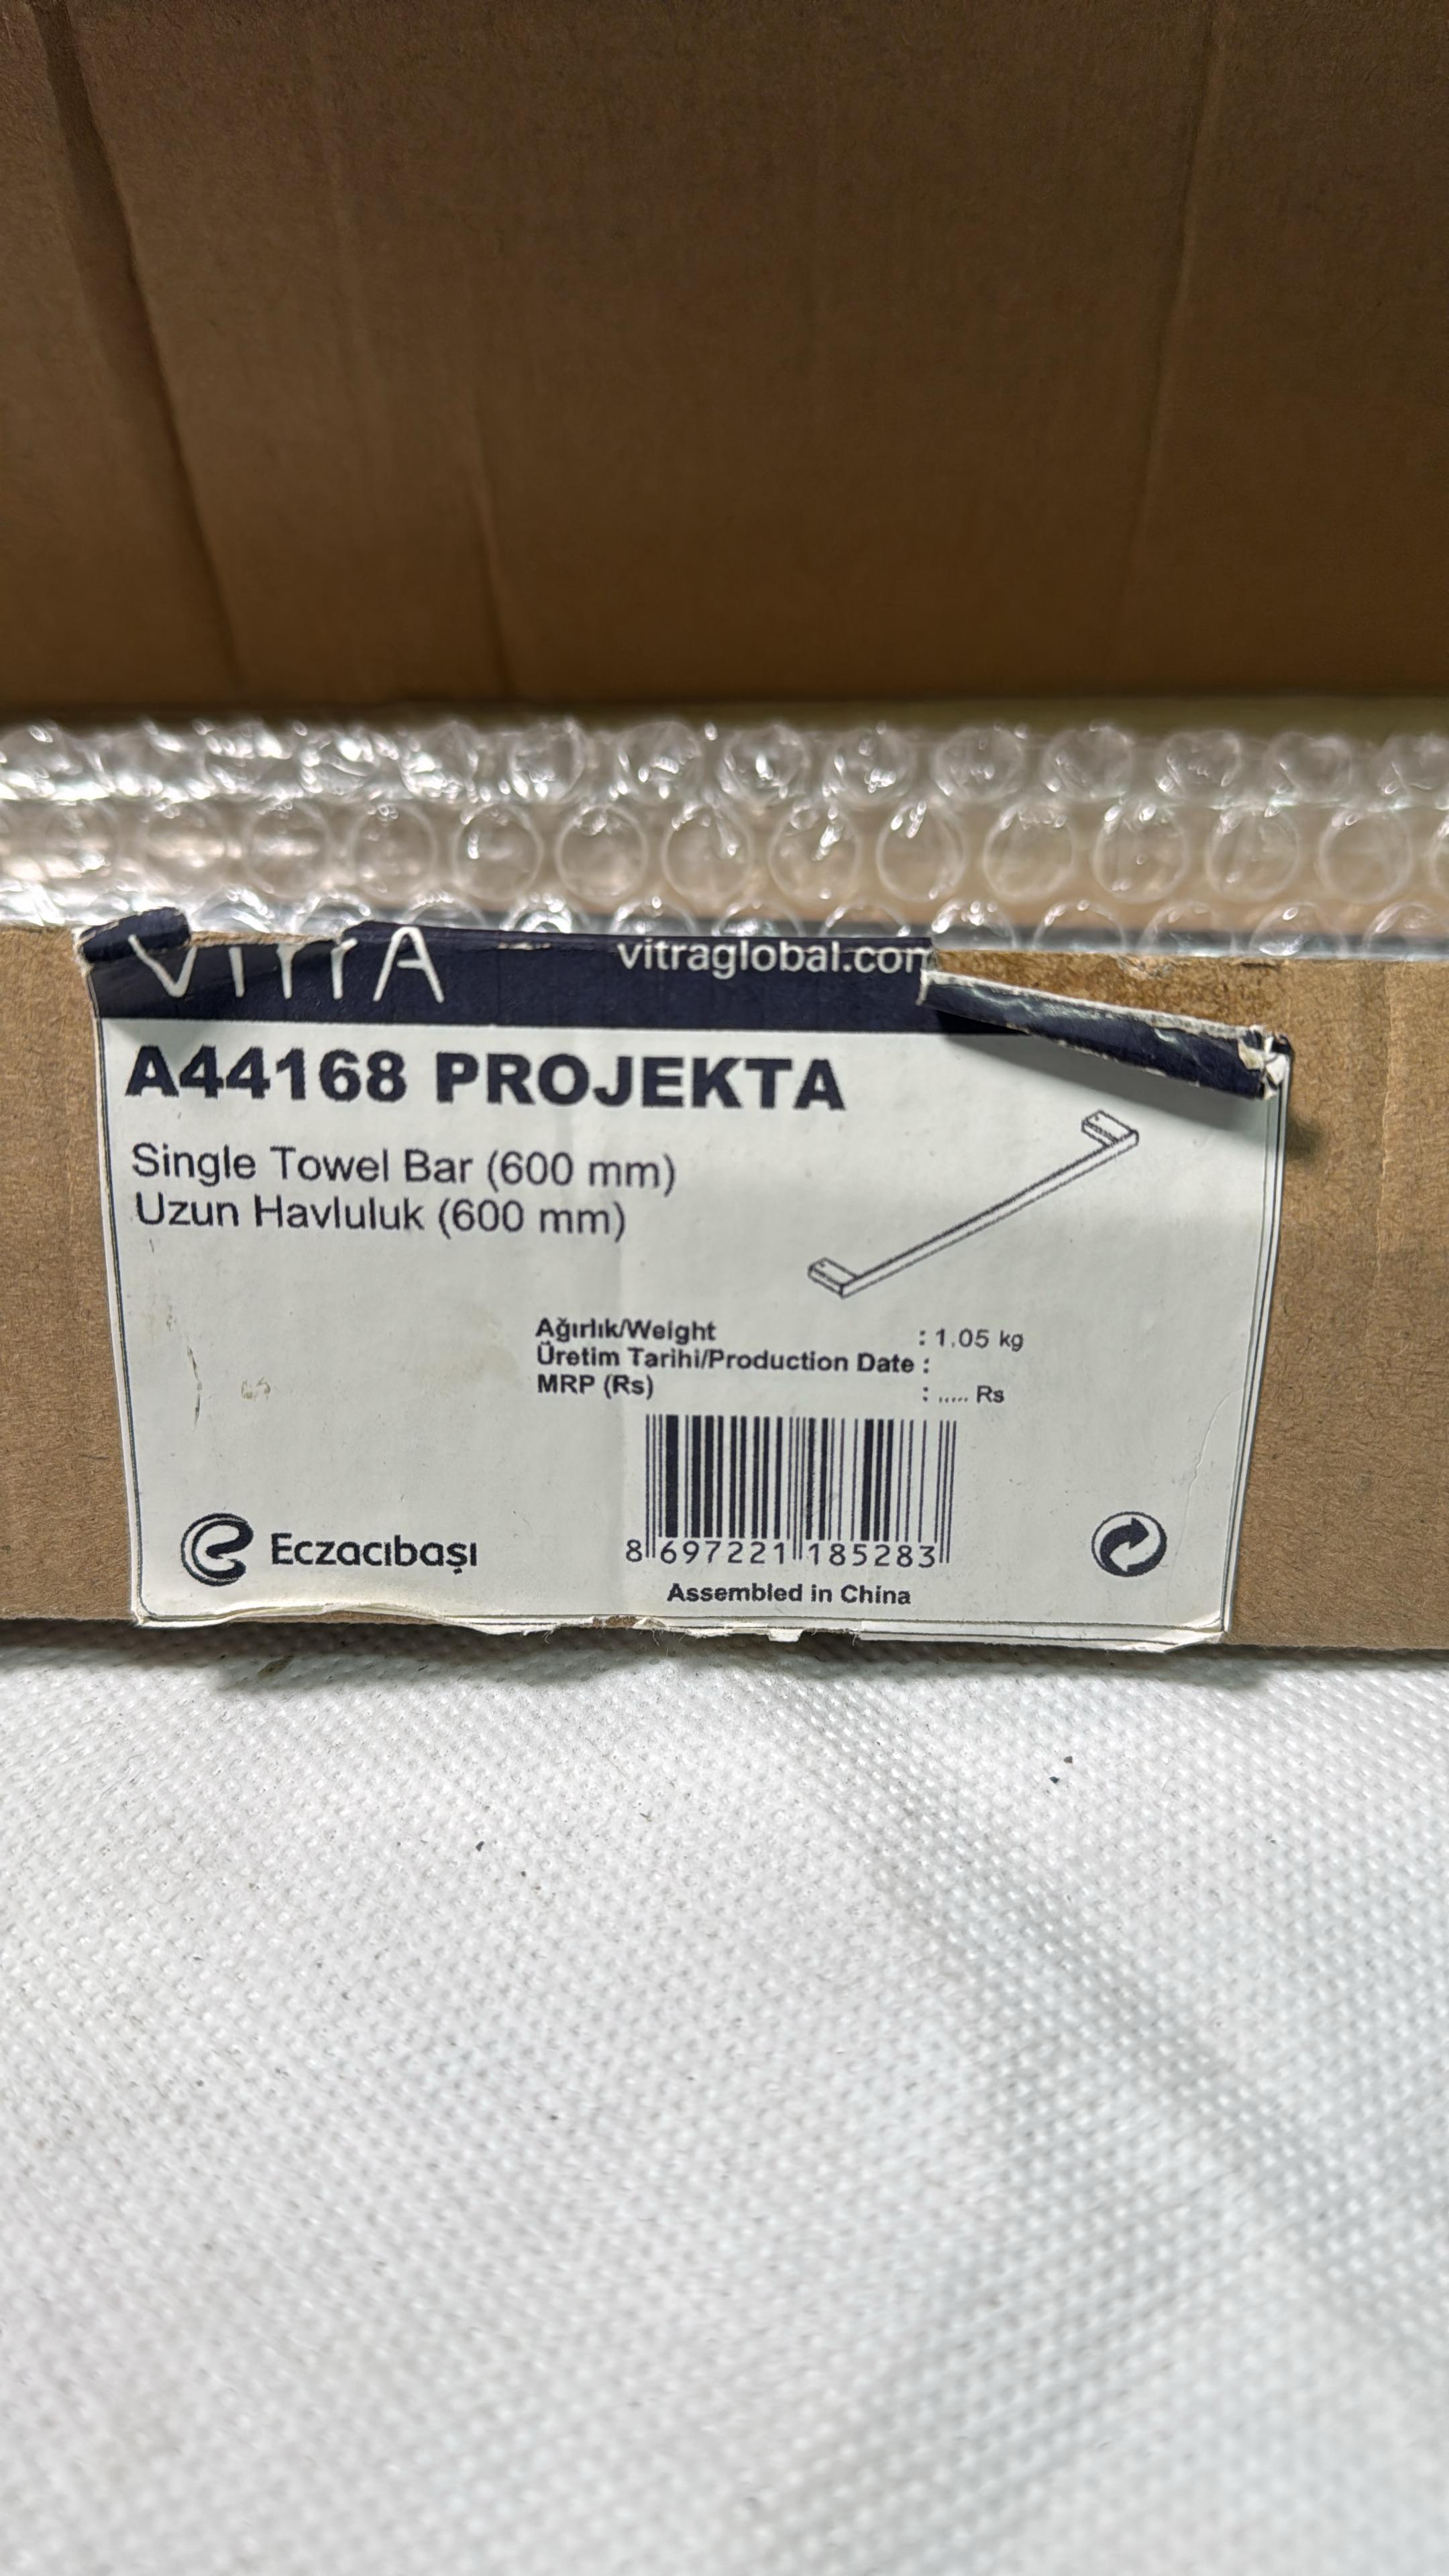 VitrA
vitraglobal.com
A44168 PROJEKTA
Single Towel Bar (600 mm)
Uzun Havluluk (600 mm)
Ağırlık/Weight : 1.05 kg
Üretim Tarihi/Production Date :
MRP (Rs) : ..... Rs
8 697221 185283
Eczacıbaşı
Assembled in China